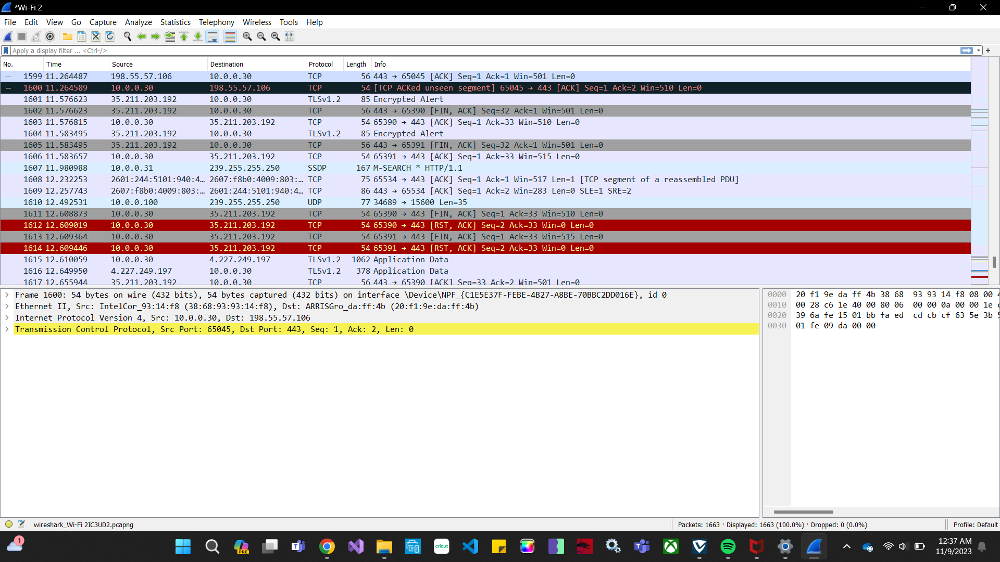 *Wi-Fi 2
File Edit View Go Capture Analyze Statistics Telephony Wireless Tools Help
Apply a display filter ... <Ctrl-/>
No. Time Source Destination Protocol Length Info
1599 11.264487 198.55.57.106 10.0.0.30 TCP 56 443 → 65045 [ACK] Seq=1 Ack=1 Win=501 Len=0
1600 11.264589 10.0.0.30 198.55.57.106 TCP 54 [TCP ACKed unseen segment] 65045 → 443 [ACK] Seq=1 Ack=2 Win=510 Len=0
1601 11.576623 35.211.203.192 10.0.0.30 TLSv1.2 85 Encrypted Alert
1602 11.576623 35.211.203.192 10.0.0.30 TCP 56 443 → 65390 [FIN, ACK] Seq=32 Ack=1 Win=501 Len=0
1603 11.576815 10.0.0.30 35.211.203.192 TCP 54 65390 → 443 [ACK] Seq=1 Ack=33 Win=510 Len=0
1604 11.583495 35.211.203.192 10.0.0.30 TLSv1.2 85 Encrypted Alert
1605 11.583495 35.211.203.192 10.0.0.30 TCP 56 443 → 65391 [FIN, ACK] Seq=32 Ack=1 Win=501 Len=0
1606 11.583657 10.0.0.30 35.211.203.192 TCP 54 65391 → 443 [ACK] Seq=1 Ack=33 Win=515 Len=0
1607 11.980988 10.0.0.31 239.255.255.250 SSDP 167 M-SEARCH * HTTP/1.1
1608 12.232253 2601:244:5101:940:4… 2607:f8b0:4009:803:… TCP 75 65534 → 443 [ACK] Seq=1 Ack=1 Win=517 Len=1 [TCP segment of a reassembled PDU]
1609 12.257743 2607:f8b0:4009:803:… 2601:244:5101:940:4… TCP 86 443 → 65534 [ACK] Seq=1 Ack=2 Win=283 Len=0 SLE=1 SRE=2
1610 12.492531 10.0.0.100 239.255.255.250 UDP 77 34689 → 15600 Len=35
1611 12.608873 10.0.0.30 35.211.203.192 TCP 54 65390 → 443 [FIN, ACK] Seq=1 Ack=33 Win=510 Len=0
1612 12.609019 10.0.0.30 35.211.203.192 TCP 54 65390 → 443 [RST, ACK] Seq=2 Ack=33 Win=0 Len=0
1613 12.609364 10.0.0.30 35.211.203.192 TCP 54 65391 → 443 [FIN, ACK] Seq=1 Ack=33 Win=515 Len=0
1614 12.609446 10.0.0.30 35.211.203.192 TCP 54 65391 → 443 [RST, ACK] Seq=2 Ack=33 Win=0 Len=0
1615 12.610059 10.0.0.30 4.227.249.197 TLSv1.2 1062 Application Data
1616 12.649950 4.227.249.197 10.0.0.30 TLSv1.2 378 Application Data
1617 12.655944 35.211.203.192 10.0.0.30 TCP 56 443 → 65390 [ACK] Seq=33 Ack=2 Win=501 Len=0
Frame 1600: 54 bytes on wire (432 bits), 54 bytes captured (432 bits) on interface \Device\NPF_{C1E5E37F-FEBE-4B27-A8BE-70BBC2DD016E}, id 0
Ethernet II, Src: IntelCor_93:14:f8 (38:68:93:93:14:f8), Dst: ARRISGro_da:ff:4b (20:f1:9e:da:ff:4b)
Internet Protocol Version 4, Src: 10.0.0.30, Dst: 198.55.57.106
Transmission Control Protocol, Src Port: 65045, Dst Port: 443, Seq: 1, Ack: 2, Len: 0
0000 20 f1 9e da ff 4b 38 68 93 93 14 f8 08 00
0010 00 28 c6 1e 40 00 80 06 00 00 0a 00 00 1e
0020 39 6a fe 15 01 bb fa ed cd cb cf 63 5e 3b
0030 01 fe 09 da 00 00
wireshark_Wi-Fi 2IC3UD2.pcapng
Packets: 1663 · Displayed: 1663 (100.0%) · Dropped: 0 (0.0%)
Profile: Default
1
PRE
cricut
12:37 AM
11/9/2023